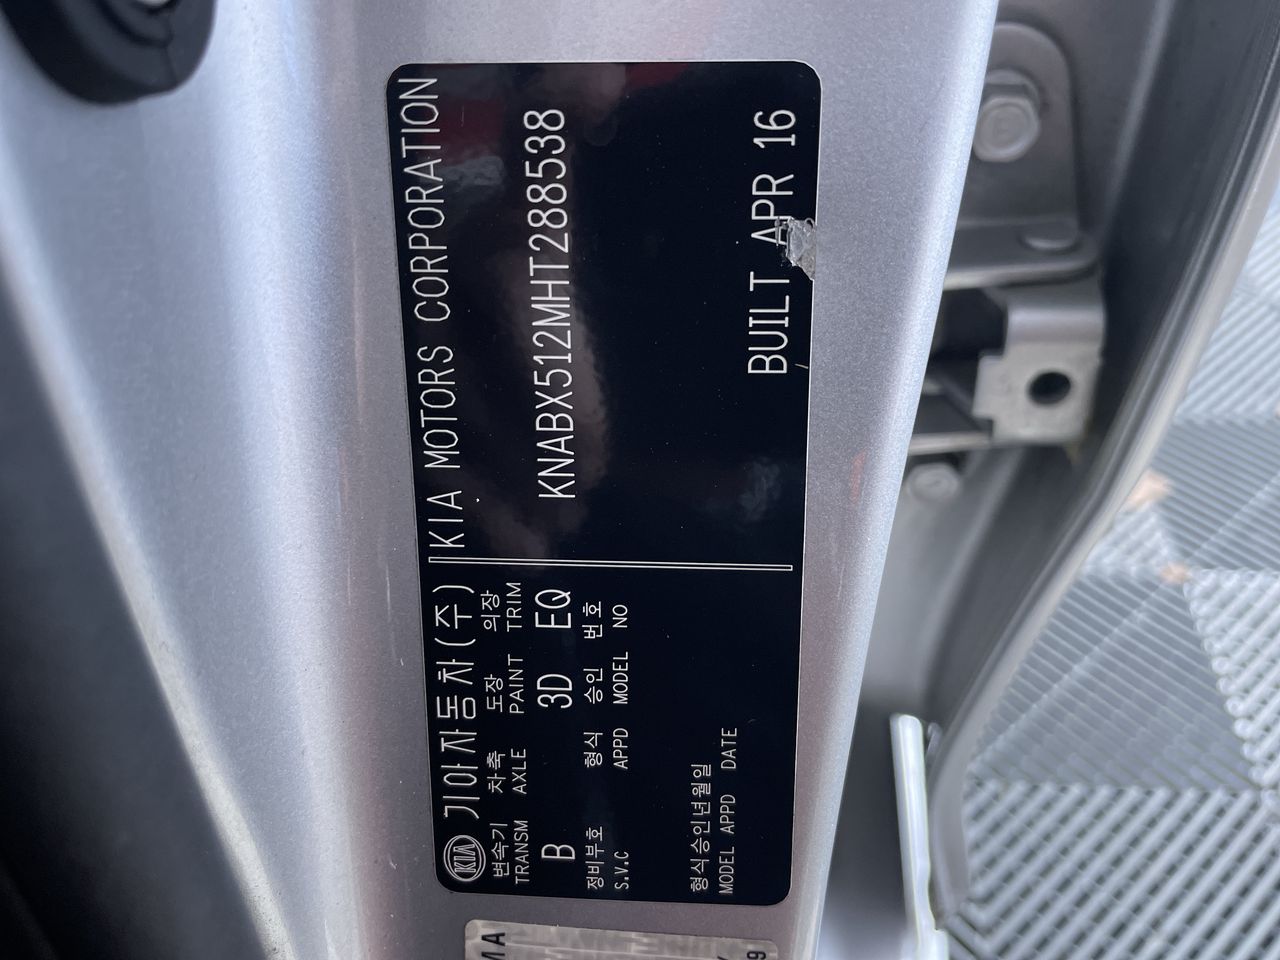 KIA 기아자동차(주) KIA MOTORS CORPORATION
변속기 차축 도장 의장
TRANSM AXLE PAINT TRIM
B 3D EQ
KNABX512MHT288538
정비부호 형식 승인 번호
S.V.C APPD MODEL NO
형식승인년월일
MODEL APPD DATE
BUILT APR 16
MA